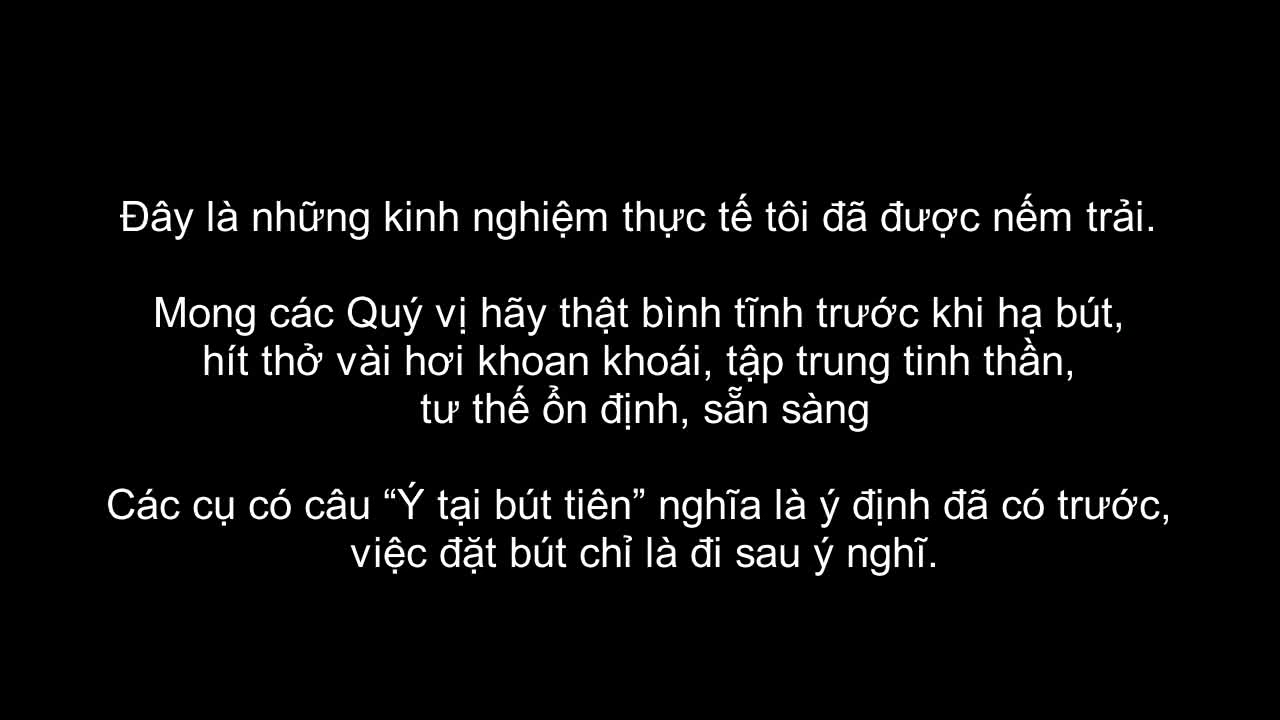 Đây là những kinh nghiệm thực tế tôi đã được nếm trải.
Mong các Quý vị hãy thật bình tĩnh trước khi hạ bút,
hít thở vài hơi khoan khoái, tập trung tinh thần,
tư thế ổn định, sẵn sàng
Các cụ có câu “Ý tại bút tiên” nghĩa là ý định đã có trước,
việc đặt bút chỉ là đi sau ý nghĩ.